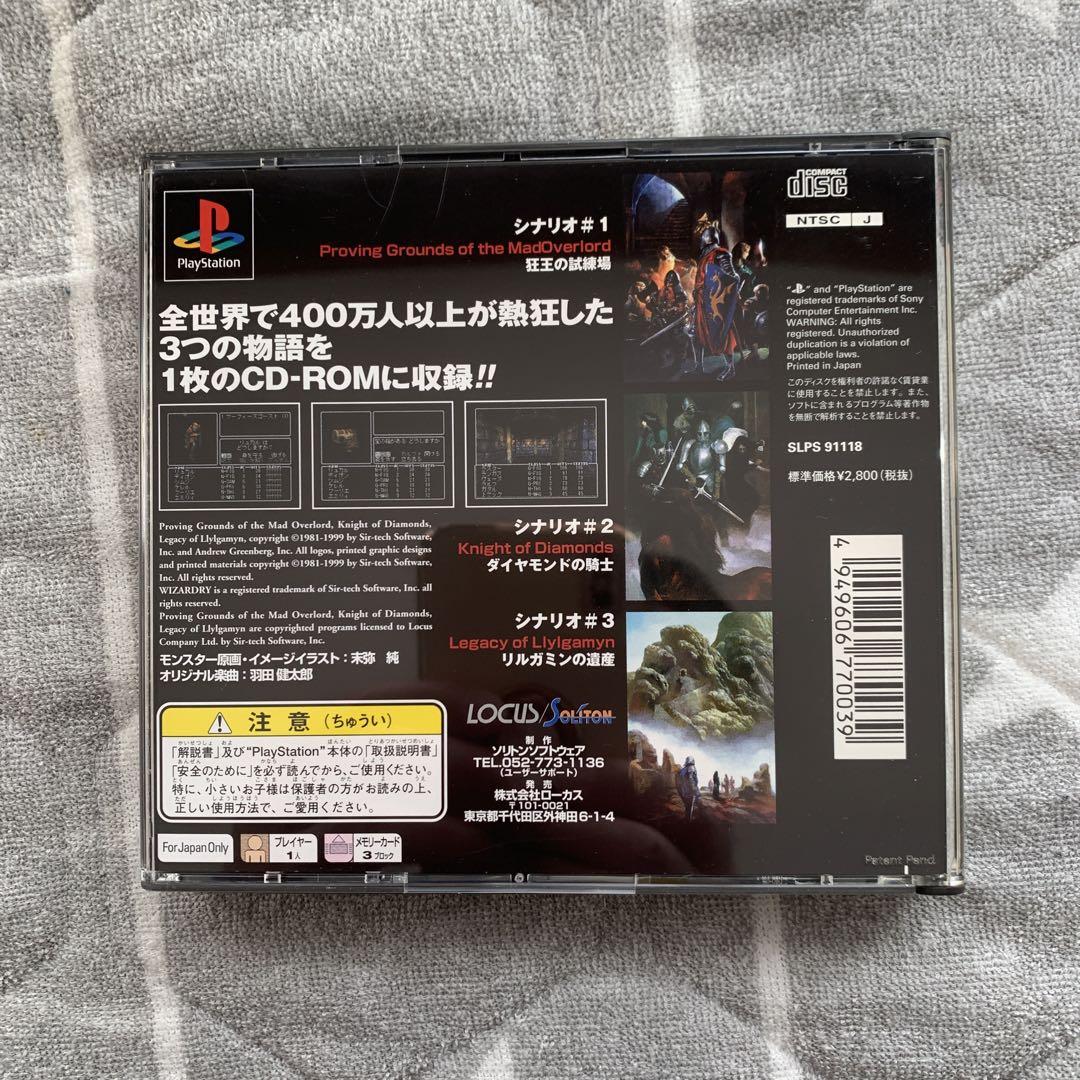 PlayStation
シナリオ#1
Proving Grounds of the MadOverlord
狂王の試練場
全世界で400万人以上が熱狂した
3つの物語を
1枚のCD-ROMに収録!!
Proving Grounds of the Mad Overlord, Knight of Diamonds,
Legacy of Llylgamyn, copyright ©1981-1999 by Sir-tech Software,
Inc. and Andrew Greenberg, Inc. All logos, printed graphic designs
and printed materials copyright ©1981-1999 by Sir-tech Software,
Inc. All rights reserved.
WIZARDRY is a registered trademark of Sir-tech Software, Inc. all
rights reserved.
Proving Grounds of the Mad Overlord, Knight of Diamonds,
Legacy of Llylgamyn are copyrighted programs licensed to Locus
Company Ltd. by Sir-tech Software, Inc.
モンスター原画・イメージイラスト:末弥 純
オリジナル楽曲:羽田 健太郎
シナリオ#2
Knight of Diamonds
ダイヤモンドの騎士
シナリオ#3
Legacy of Llylgamyn
リルガミンの遺産
注意(ちゅうい)
「解説書」及び“PlayStation”本体の「取扱説明書」
「安全のために」を必ず読んでから、ご使用ください。
特に、小さいお子様は保護者の方がお読みの上、
正しい使用方法で、ご愛用ください。
LOCUS/SOLITON
制作
ソリトンソフトウェア
TEL.052-773-1136
(ユーザーサポート)
発売
株式会社ローカス
〒101-0021
東京都千代田区外神田6-1-4
For Japan Only
プレイヤー
1人
メモリーカード
3ブロック
COMPACT
disc
NTSC J
“PS” and “PlayStation” are
registered trademarks of Sony
Computer Entertainment Inc.
WARNING: All rights
registered. Unauthorized
duplication is a violation of
applicable laws.
Printed in Japan
このディスクを権利者の許諾なく賃貸業
に使用することを禁止します。また、
ソフトに含まれるプログラム等著作物
を無断で解析することを禁止します。
SLPS 91118
標準価格¥2,800(税抜)
4 949606 770039
Patent Pend